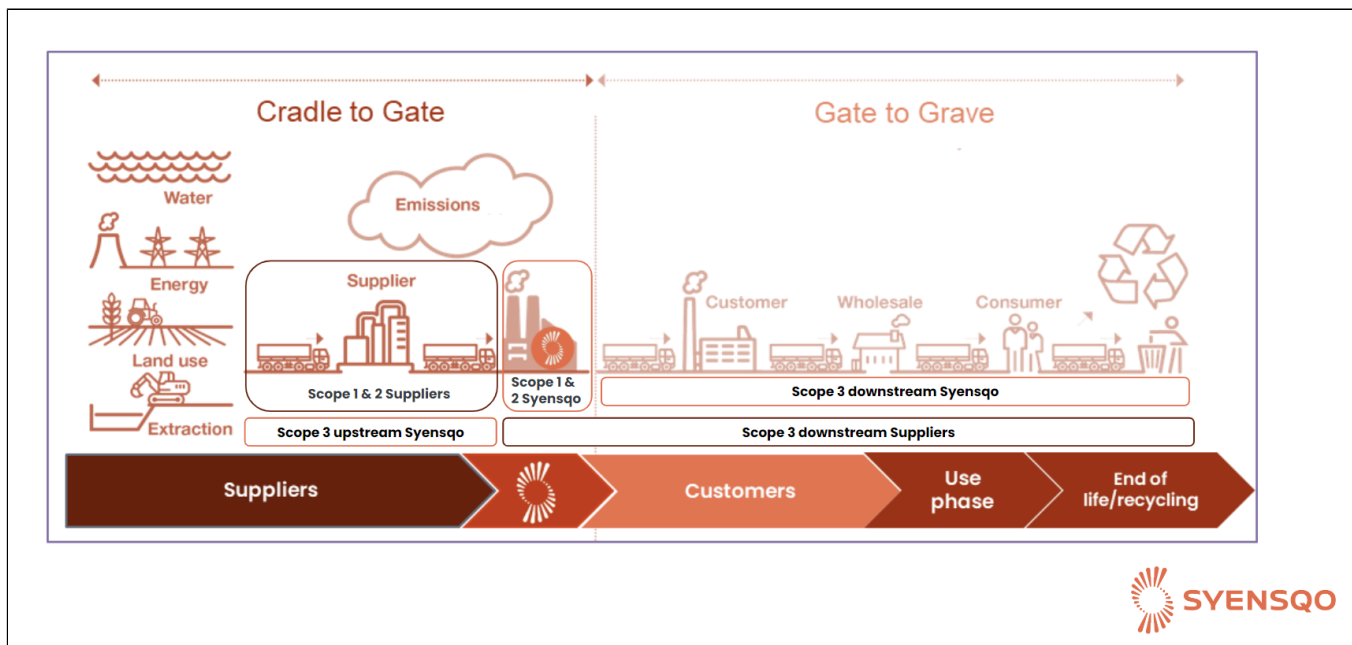 Cradle to Gate
Gate to Grave
Water
Emissions
Energy
Supplier
Customer
Wholesale
Consumer
Land use
Scope 1 & 2 Suppliers
Scope 1 &
2 Syensqo
Scope 3 downstream Syensqo
Extraction
Scope 3 upstream Syensqo
Scope 3 downstream Suppliers
Suppliers
Customers
Use
phase
End of
life/recycling
SYENSQO